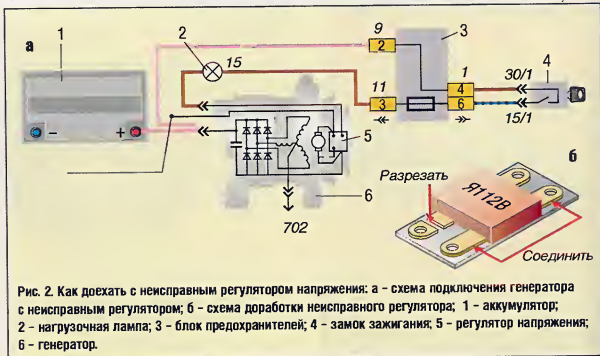 а
1
2
15
9
2
3
11
3
1
4
6
30/1
15/1
4
– +
5
6
702
б
Разрезать
Я112В
Соединить
Рис. 2. Как доехать с неисправным регулятором напряжения: а – схема подключения генератора
с неисправным регулятором; б – схема доработки неисправного регулятора; 1 – аккумулятор;
2 – нагрузочная лампа; 3 – блок предохранителей; 4 – замок зажигания; 5 – регулятор напряжения;
6 – генератор.